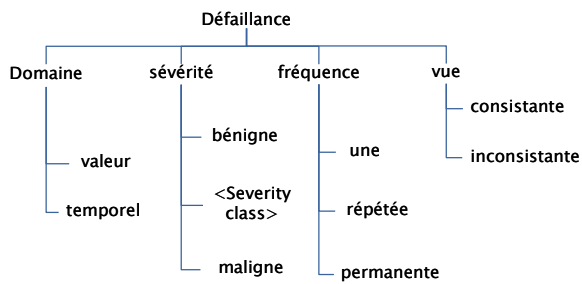 Défaillance
Domaine
sévérité
fréquence
vue
valeur
temporel
bénigne
<Severity
class>
maligne
une
répétée
permanente
consistante
inconsistante